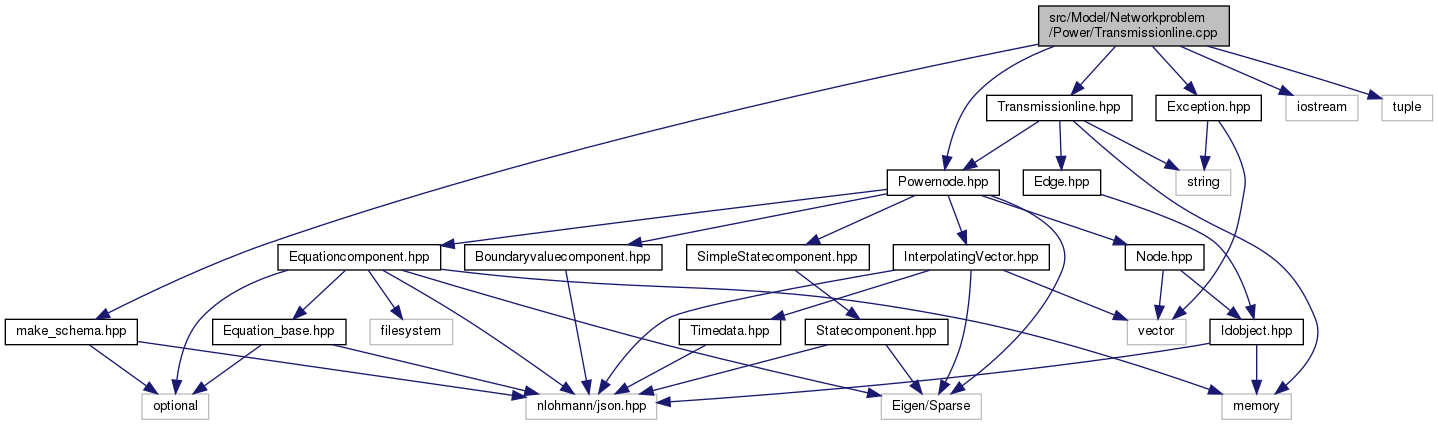 src/Model/Networkproblem
/Power/Transmissionline.cpp
Transmissionline.hpp
Exception.hpp
iostream
tuple
Powernode.hpp
Edge.hpp
string
Equationcomponent.hpp
Boundaryvaluecomponent.hpp
SimpleStatecomponent.hpp
InterpolatingVector.hpp
Node.hpp
make_schema.hpp
Equation_base.hpp
filesystem
Timedata.hpp
Statecomponent.hpp
vector
Idobject.hpp
optional
nlohmann/json.hpp
Eigen/Sparse
memory